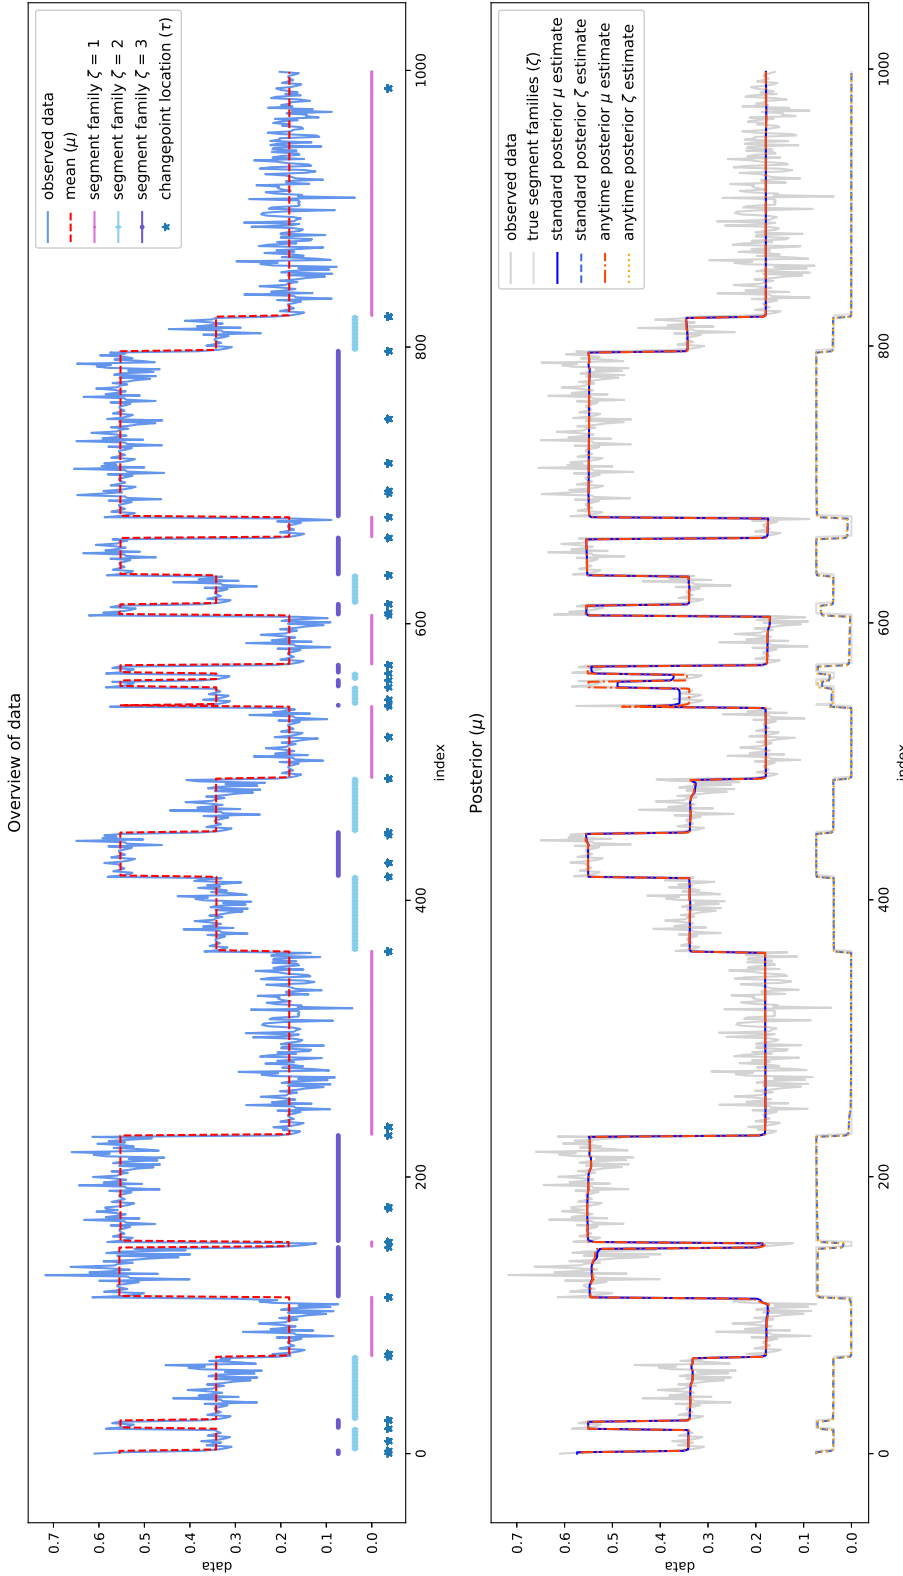 Overview of data
observed data
mean (μ)
segment family ζ = 1
segment family ζ = 2
segment family ζ = 3
changepoint location (τ)
0.7
0.6
0.5
0.4
0.3
0.2
0.1
0.0
data
0
200
400
600
800
1000
index
Posterior (μ)
observed data
true segment families (ζ)
standard posterior μ estimate
standard posterior ζ estimate
anytime posterior μ estimate
anytime posterior ζ estimate
0.7
0.6
0.5
0.4
0.3
0.2
0.1
0.0
data
0
200
400
600
800
1000
index